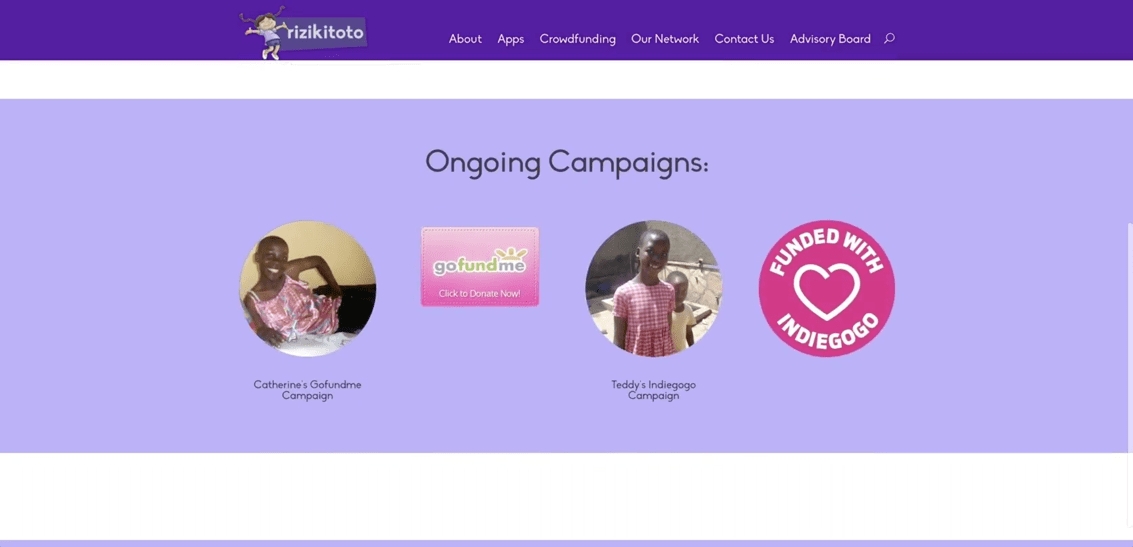 rizikitoto
About Apps Crowdfunding Our Network Contact Us Advisory Board
Ongoing Campaigns:
gofundme
Click to Donate Now!
FUNDED WITH
INDIEGOGO
Catherine's Gofundme
Campaign
Teddy's Indiegogo
Campaign